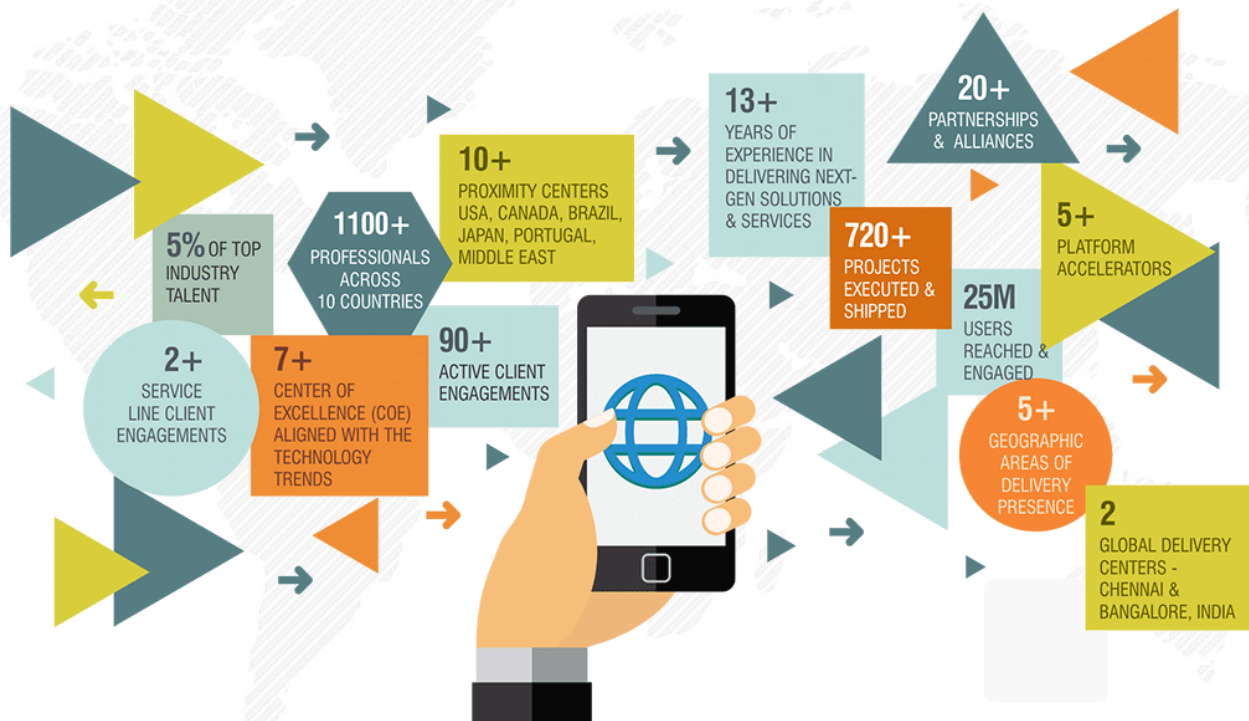 5% OF TOP
INDUSTRY
TALENT
1100+
PROFESSIONALS
ACROSS
10 COUNTRIES
10+
PROXIMITY CENTERS
USA, CANADA, BRAZIL,
JAPAN, PORTUGAL,
MIDDLE EAST
2+
SERVICE
LINE CLIENT
ENGAGEMENTS
7+
CENTER OF
EXCELLENCE (COE)
ALIGNED WITH THE
TECHNOLOGY
TRENDS
90+
ACTIVE CLIENT
ENGAGEMENTS
13+
YEARS OF
EXPERIENCE IN
DELIVERING NEXT-
GEN SOLUTIONS
& SERVICES
20+
PARTNERSHIPS
& ALLIANCES
720+
PROJECTS
EXECUTED &
SHIPPED
5+
PLATFORM
ACCELERATORS
25M
USERS
REACHED &
ENGAGED
5+
GEOGRAPHIC
AREAS OF
DELIVERY
PRESENCE
2
GLOBAL DELIVERY
CENTERS -
CHENNAI &
BANGALORE, INDIA